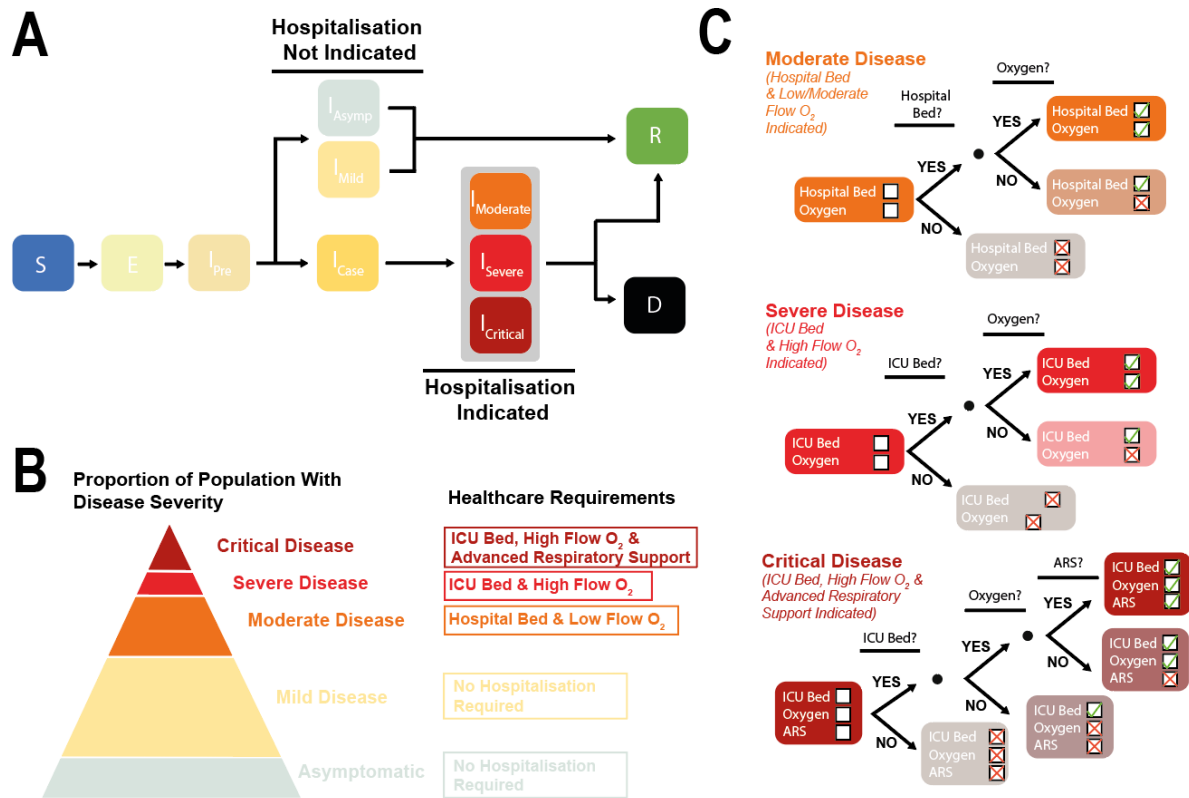 A
Hospitalisation
Not Indicated
I Asymp
I Mild
R
S
E
I Pre
I Case
I Moderate
I Severe
I Critical
D
Hospitalisation
Indicated
B
Proportion of Population With
Disease Severity
Healthcare Requirements
Critical Disease
ICU Bed, High Flow O₂ &
Advanced Respiratory Support
Severe Disease
ICU Bed & High Flow O₂
Moderate Disease
Hospital Bed & Low Flow O₂
Mild Disease
No Hospitalisation
Required
Asymptomatic
No Hospitalisation
Required
C
Moderate Disease
(Hospital Bed
& Low/Moderate
Flow O₂
Indicated)
Hospital
Bed?
Oxygen?
Hospital Bed
Oxygen
YES
NO
YES
NO
Hospital Bed
Oxygen
Hospital Bed
Oxygen
Hospital Bed
Oxygen
Severe Disease
(ICU Bed
& High Flow O₂
Indicated)
ICU Bed?
Oxygen?
ICU Bed
Oxygen
YES
NO
YES
NO
ICU Bed
Oxygen
ICU Bed
Oxygen
ICU Bed
Oxygen
Critical Disease
(ICU Bed, High Flow O₂ &
Advanced Respiratory
Support Indicated)
ICU Bed?
Oxygen?
ARS?
ICU Bed
Oxygen
ARS
YES
NO
YES
NO
YES
NO
ICU Bed
Oxygen
ARS
ICU Bed
Oxygen
ARS
ICU Bed
Oxygen
ARS
ICU Bed
Oxygen
ARS